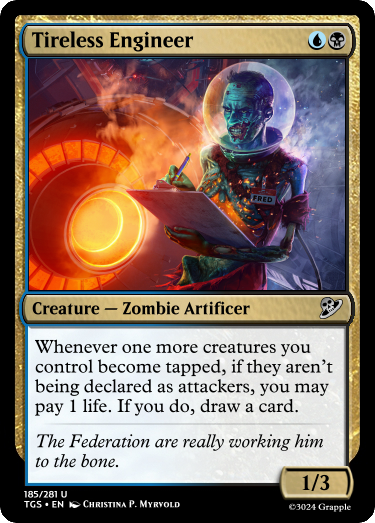 Tireless Engineer
FRED
Creature — Zombie Artificer
Whenever one more creatures you
control become tapped, if they aren't
being declared as attackers, you may
pay 1 life. If you do, draw a card.
The Federation are really working him
to the bone.
1/3
185/281 U
TGS • EN Christina P. Myrvold
©3024 Grapple